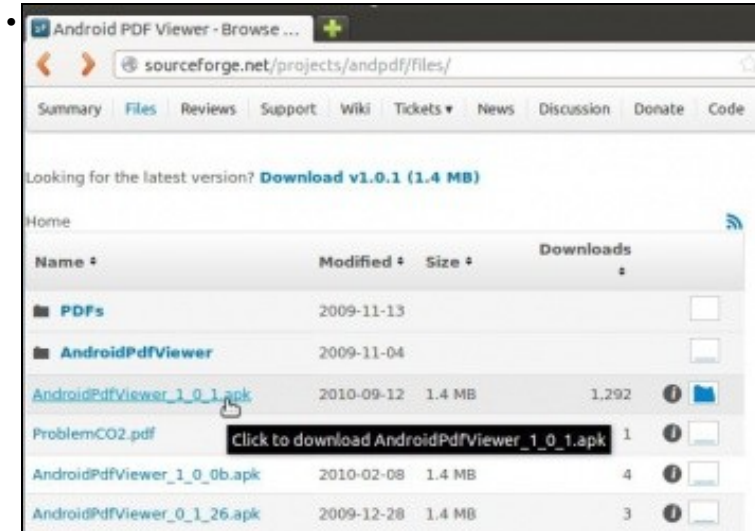 Android PDF Viewer - Browse ...
sourceforge.net/projects/andpdf/files/
Summary Files Reviews Support Wiki Tickets ▾ News Discussion Donate Code
Looking for the latest version? Download v1.0.1 (1.4 MB)
Home
Name Modified Size Downloads
PDFs 2009-11-13
AndroidPdfViewer 2009-11-04
AndroidPdfViewer_1_0_1.apk 2010-09-12 1.4 MB 1,292
ProblemCO2.pdf 1
Click to download AndroidPdfViewer_1_0_1.apk
AndroidPdfViewer_1_0_0b.apk 2010-02-08 1.4 MB 4
AndroidPdfViewer_0_1_26.apk 2009-12-28 1.4 MB 3